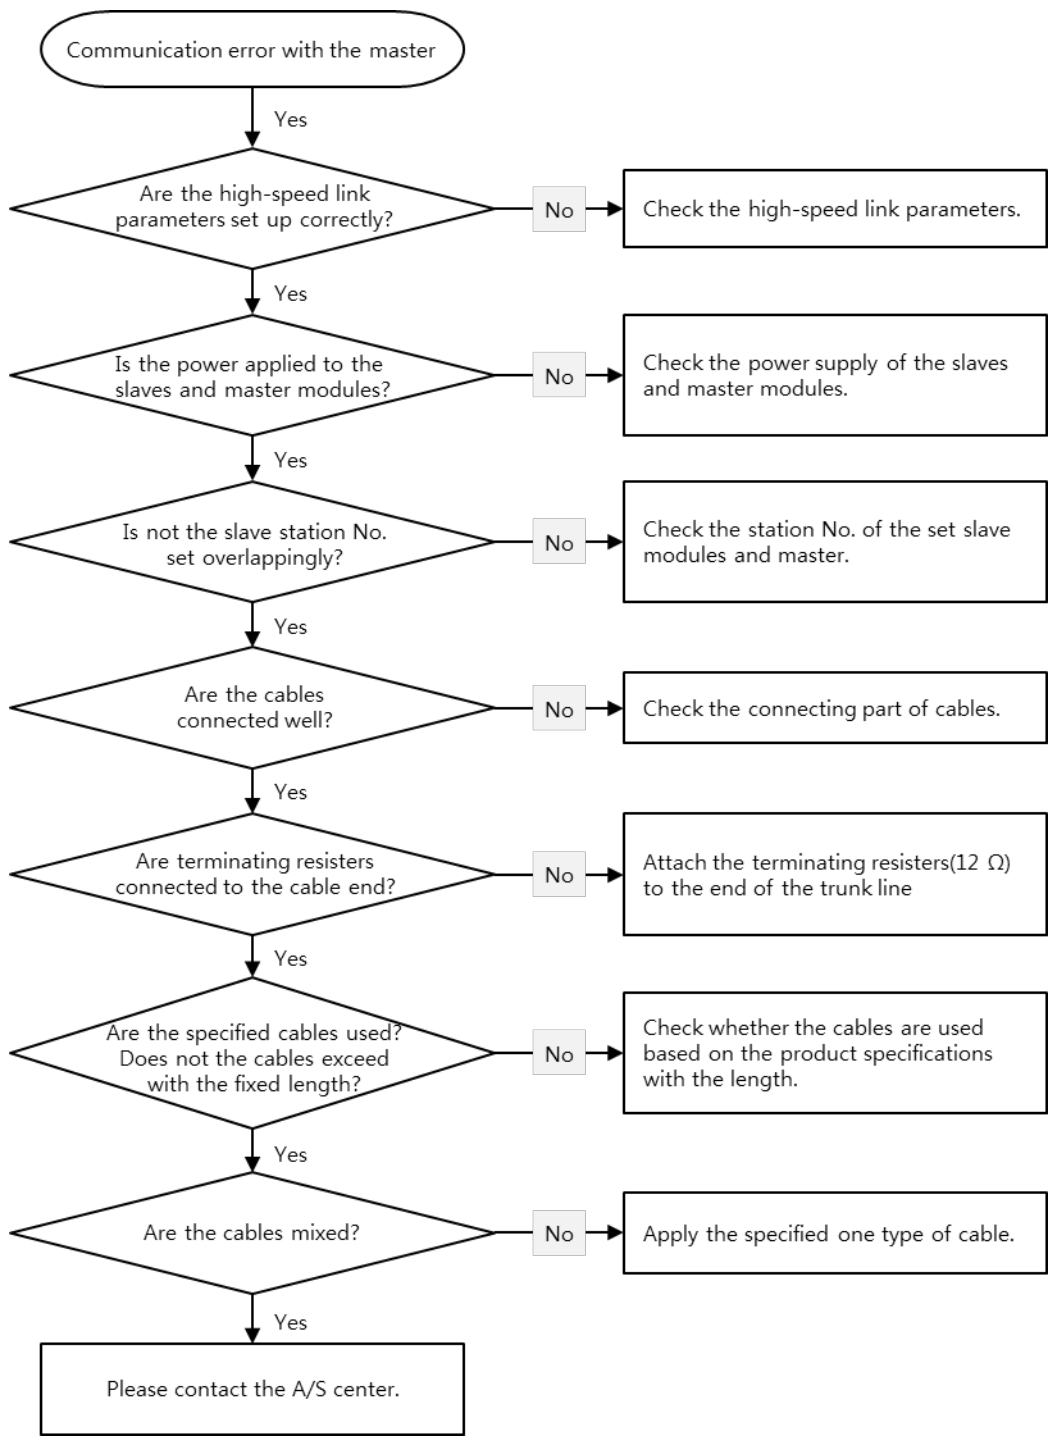 Communication error with the master
Yes
Are the high-speed link
parameters set up correctly?
No
Check the high-speed link parameters.
Yes
Is the power applied to the
slaves and master modules?
No
Check the power supply of the slaves
and master modules.
Yes
Is not the slave station No.
set overlappingly?
No
Check the station No. of the set slave
modules and master.
Yes
Are the cables
connected well?
No
Check the connecting part of cables.
Yes
Are terminating resisters
connected to the cable end?
No
Attach the terminating resisters(12 Ω)
to the end of the trunk line
Yes
Are the specified cables used?
Does not the cables exceed
with the fixed length?
No
Check whether the cables are used
based on the product specifications
with the length.
Yes
Are the cables mixed?
No
Apply the specified one type of cable.
Yes
Please contact the A/S center.